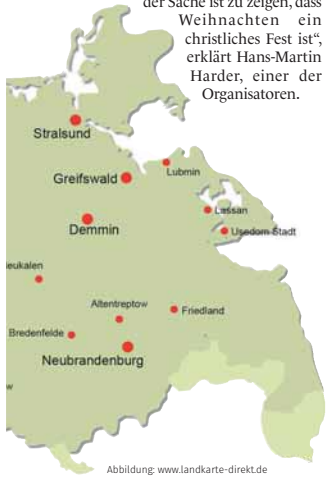 der Sache ist zu zeigen, dass
Weihnachten ein
christliches Fest ist“,
erklärt Hans-Martin
Harder, einer der
Organisatoren.
Stralsund
Greifswald
Lubmin
Lassan
Demmin
Usedom Stadt
eukalen
Altentreptow
Friedland
Bredenfelde
Neubrandenburg
w
Abbildung: www.landkarte-direkt.de